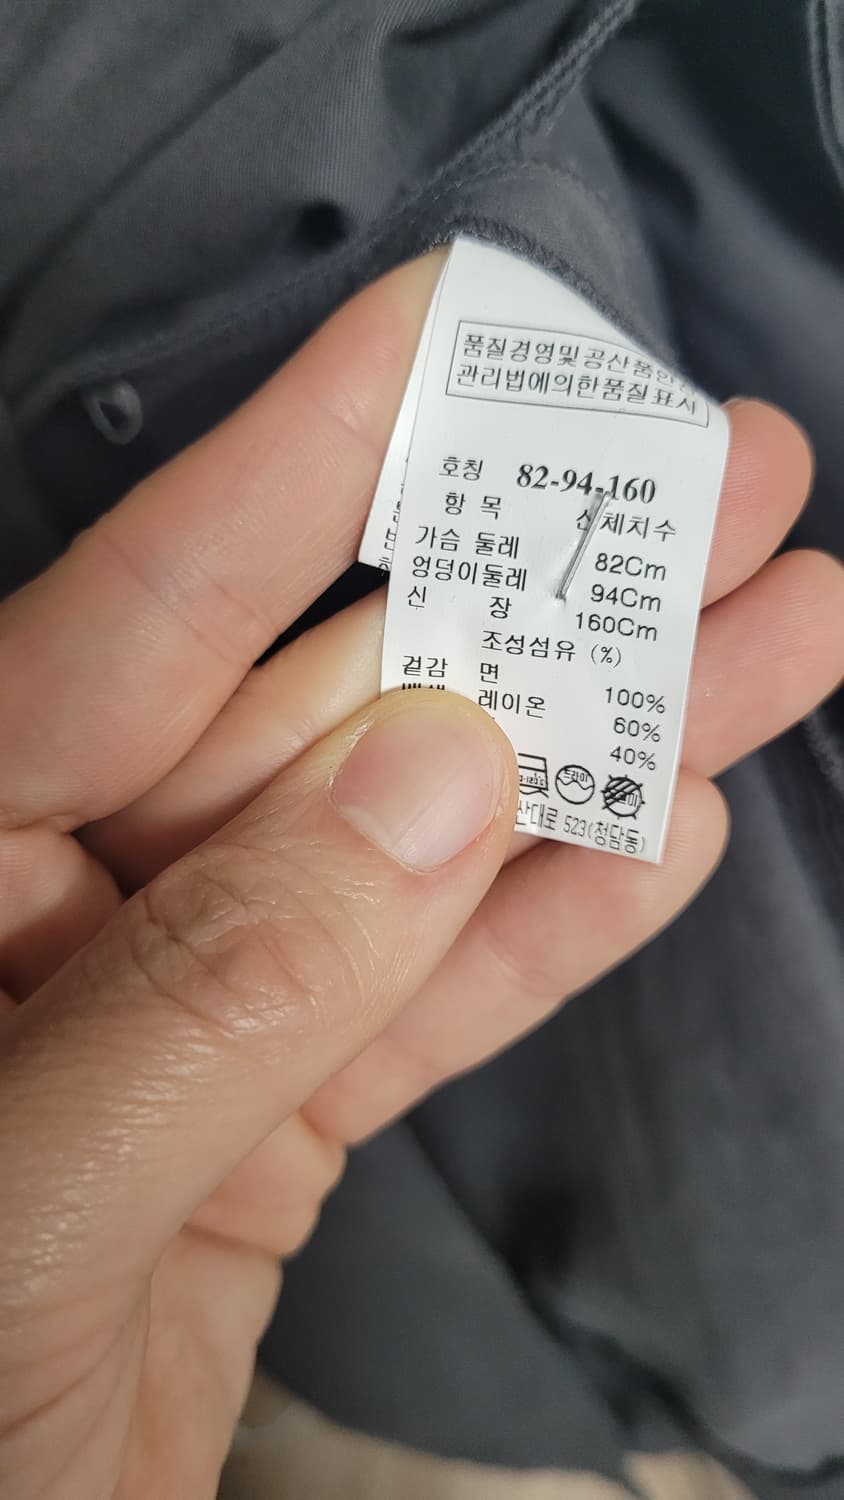 품질경영및 공산품안전
관리법에의한품질표시
호칭 82-94-160
항 목 신체치수
가슴 둘레 82Cm
엉덩이둘레 94Cm
신 장 160Cm
조성섬유 (%)
겉감 면 100%
레이온 60%
40%
드라이
산대로 523(청담동)